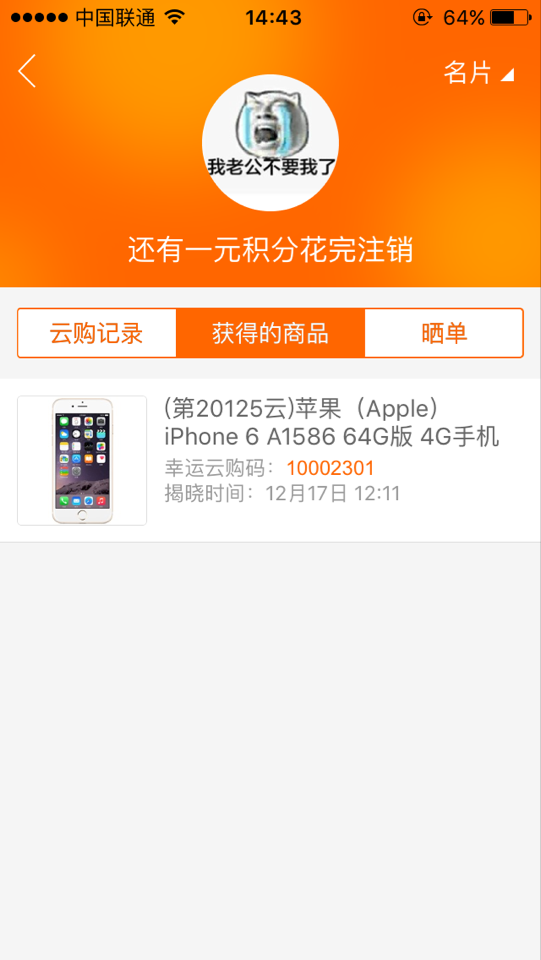 中国联通 14:43 64%
名片
我老公不要我了
还有一元积分花完注销
云购记录 获得的商品 晒单
(第20125云)苹果（Apple）
iPhone 6 A1586 64G版 4G手机
幸运云购码：10002301
揭晓时间：12月17日 12:11